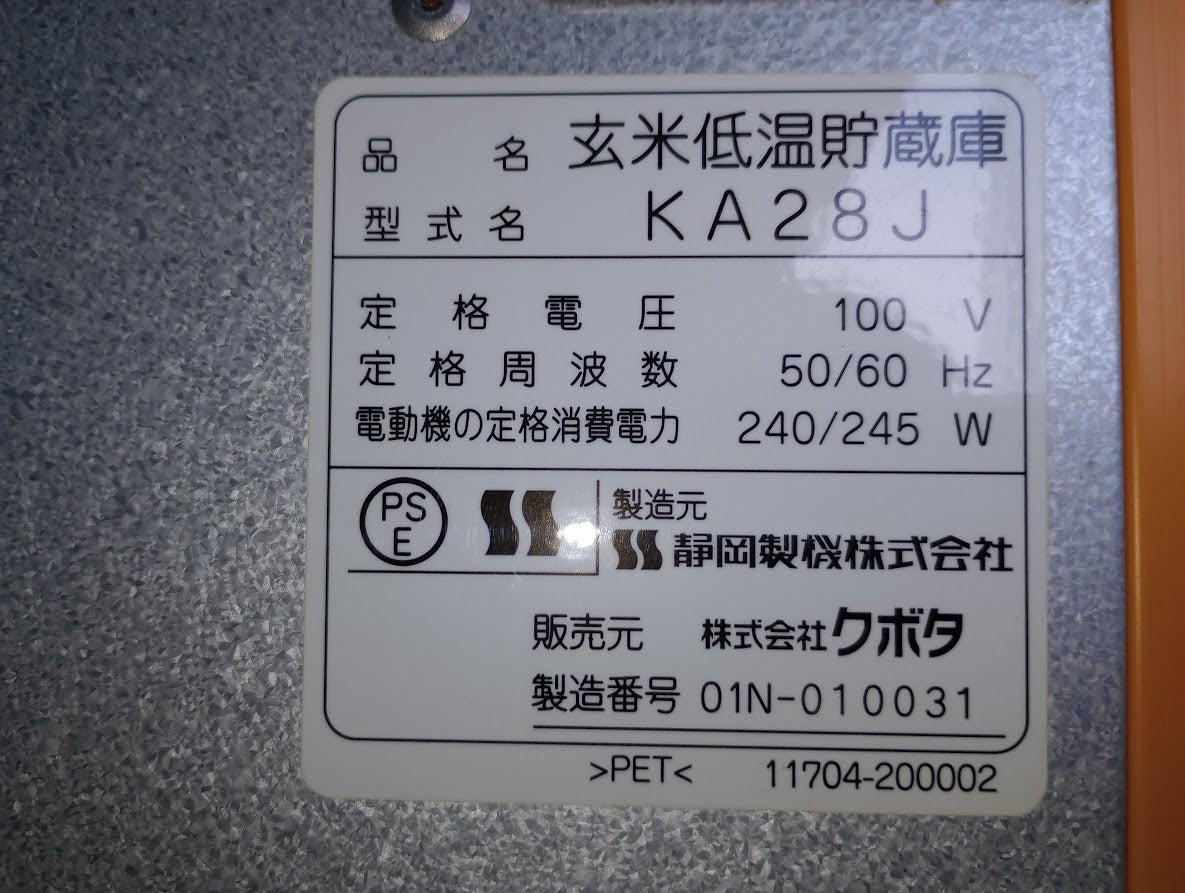 品名 玄米低温貯蔵庫
型式名 KA28J
定格電圧 100 V
定格周波数 50/60 Hz
電動機の定格消費電力 240/245 W
PS
E
製造元
静岡製機株式会社
販売元 株式会社クボタ
製造番号 01N-010031
>PET< 11704-200002